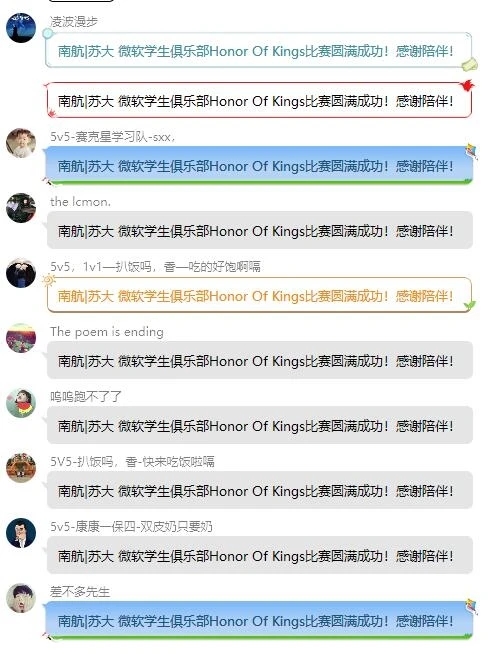 凌波漫步
南航|苏大 微软学生俱乐部Honor Of Kings比赛圆满成功！感谢陪伴！
南航|苏大 微软学生俱乐部Honor Of Kings比赛圆满成功！感谢陪伴！
5v5-赛克星学习队-sxx，
南航|苏大 微软学生俱乐部Honor Of Kings比赛圆满成功！感谢陪伴！
the lcmon.
南航|苏大 微软学生俱乐部Honor Of Kings比赛圆满成功！感谢陪伴！
5v5，1v1—扒饭吗，香—吃的好饱啊嗝
南航|苏大 微软学生俱乐部Honor Of Kings比赛圆满成功！感谢陪伴！
The poem is ending
南航|苏大 微软学生俱乐部Honor Of Kings比赛圆满成功！感谢陪伴！
呜呜跑不了了
南航|苏大 微软学生俱乐部Honor Of Kings比赛圆满成功！感谢陪伴！
5V5-扒饭吗，香-快来吃饭啦嗝
南航|苏大 微软学生俱乐部Honor Of Kings比赛圆满成功！感谢陪伴！
5v5-康康一保四-双皮奶只要奶
南航|苏大 微软学生俱乐部Honor Of Kings比赛圆满成功！感谢陪伴！
差不多先生
南航|苏大 微软学生俱乐部Honor Of Kings比赛圆满成功！感谢陪伴！